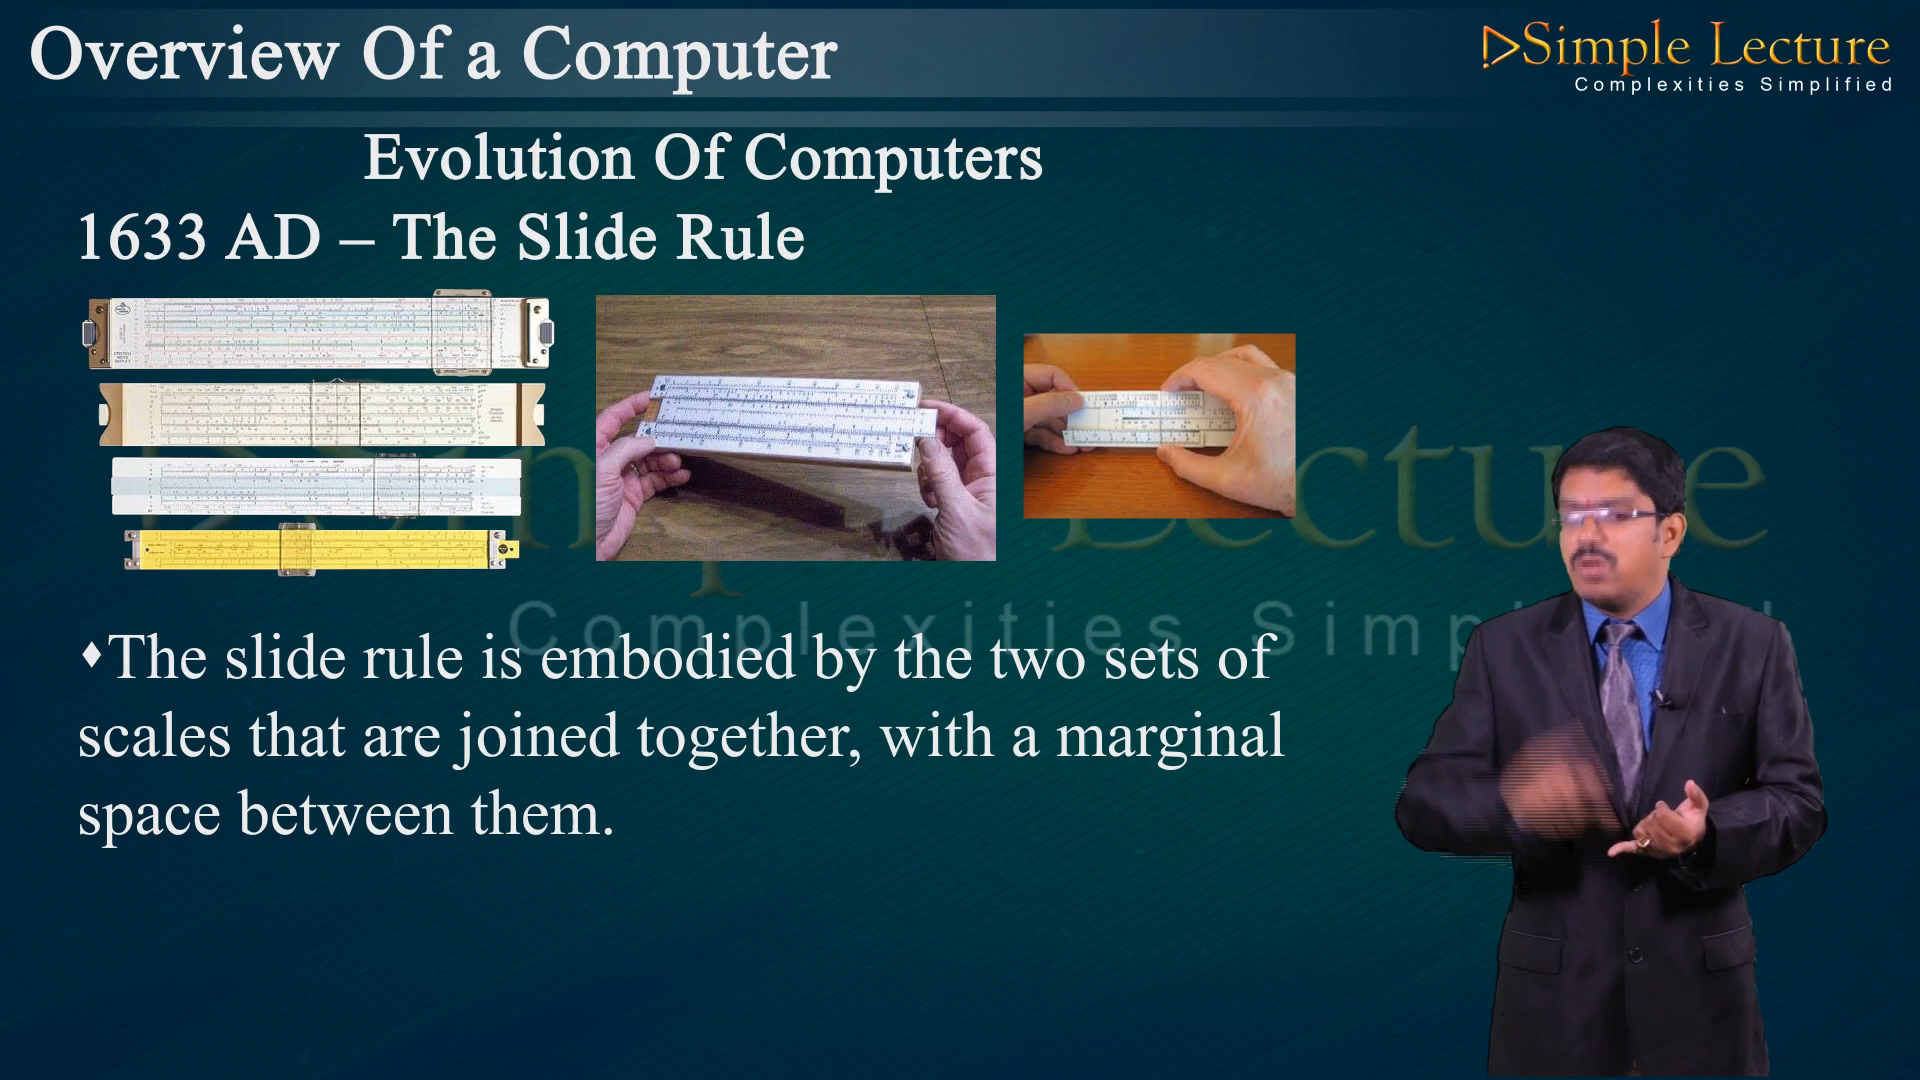 Overview Of a Computer
Simple Lecture
Complexities Simplified
Evolution Of Computers
1633 AD – The Slide Rule
♦The slide rule is embodied by the two sets of
scales that are joined together, with a marginal
space between them.